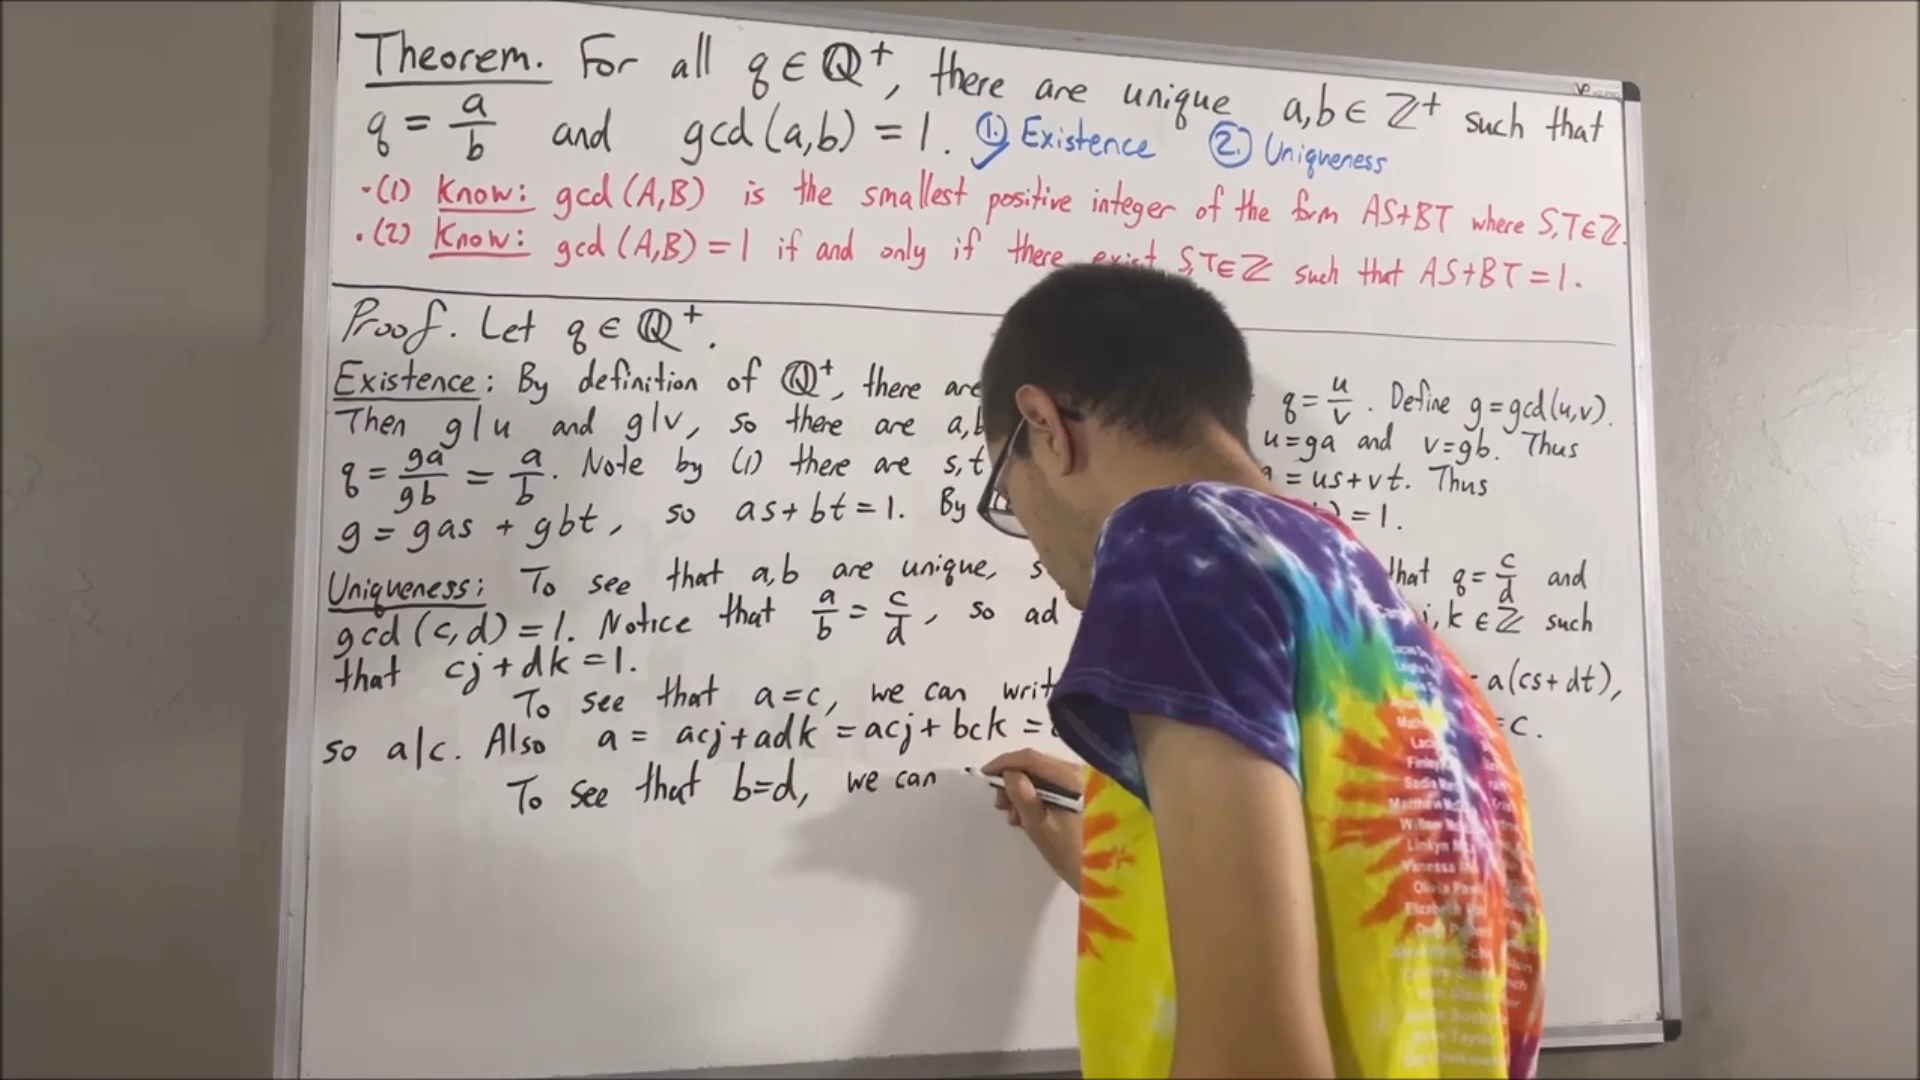 Theorem. For all q ∈ ℚ⁺, there are unique a,b ∈ ℤ⁺ such that
q = a/b and gcd(a,b) = 1. ① Existence ② Uniqueness
·(1) Know: gcd(A,B) is the smallest positive integer of the form AS+BT where S,T∈ℤ.
·(2) Know: gcd(A,B) = 1 if and only if there exist S,T∈ℤ such that AS+BT=1.
Proof. Let q ∈ ℚ⁺.
Existence: By definition of ℚ⁺, there are q = u/v. Define g=gcd(u,v).
Then g|u and g|v, so there are a,b u=ga and v=gb. Thus
q = ga/gb = a/b. Note by (1) there are s,t = us+vt. Thus
g = gas + gbt, so as+bt=1. By ) = 1.
Uniqueness: To see that a,b are unique, that q = c/d and
gcd(c,d) = 1. Notice that a/b = c/d, so ad j,k ∈ ℤ such
that cj+dk=1.
To see that a=c, we can = a(cs+dt),
so a|c. Also a = acj+adk = acj+bck = =c.
To see that b=d, we can